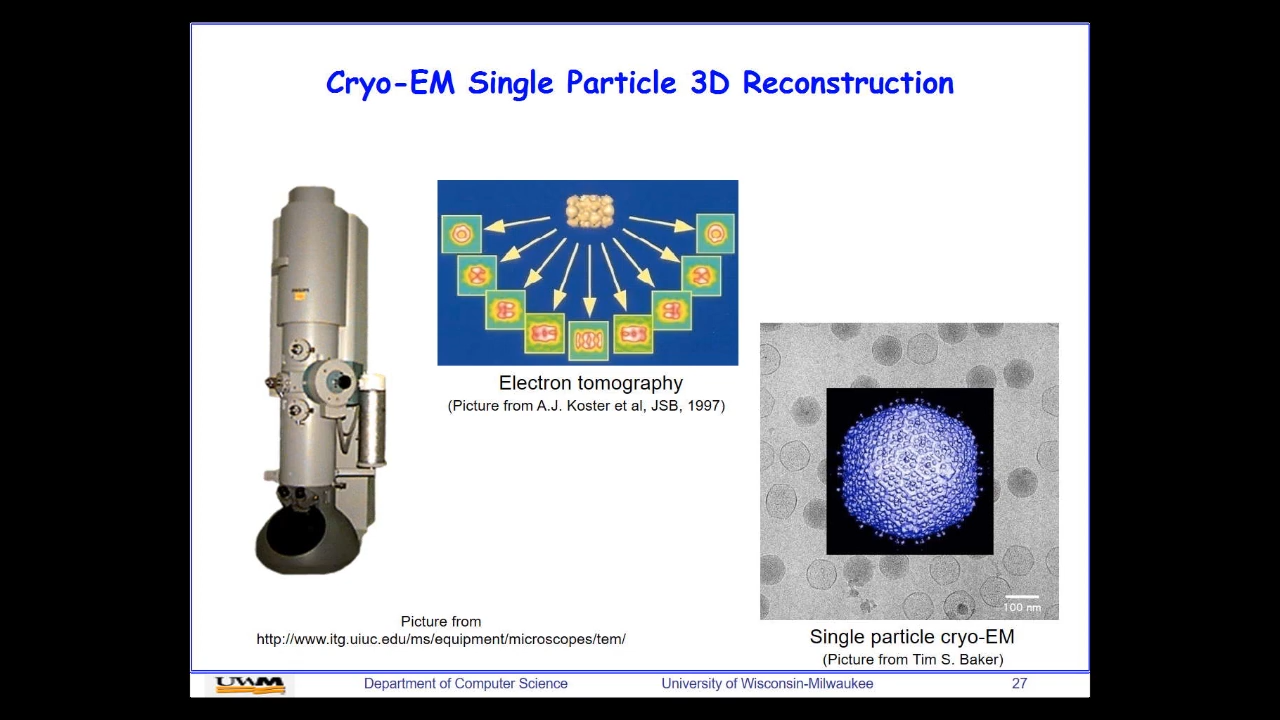 Cryo-EM Single Particle 3D Reconstruction
PHILIPS
Electron tomography
(Picture from A.J. Koster et al, JSB, 1997)
100 nm
Picture from
http://www.itg.uiuc.edu/ms/equipment/microscopes/tem/
Single particle cryo-EM
(Picture from Tim S. Baker)
UWM
Department of Computer Science
University of Wisconsin-Milwaukee
27